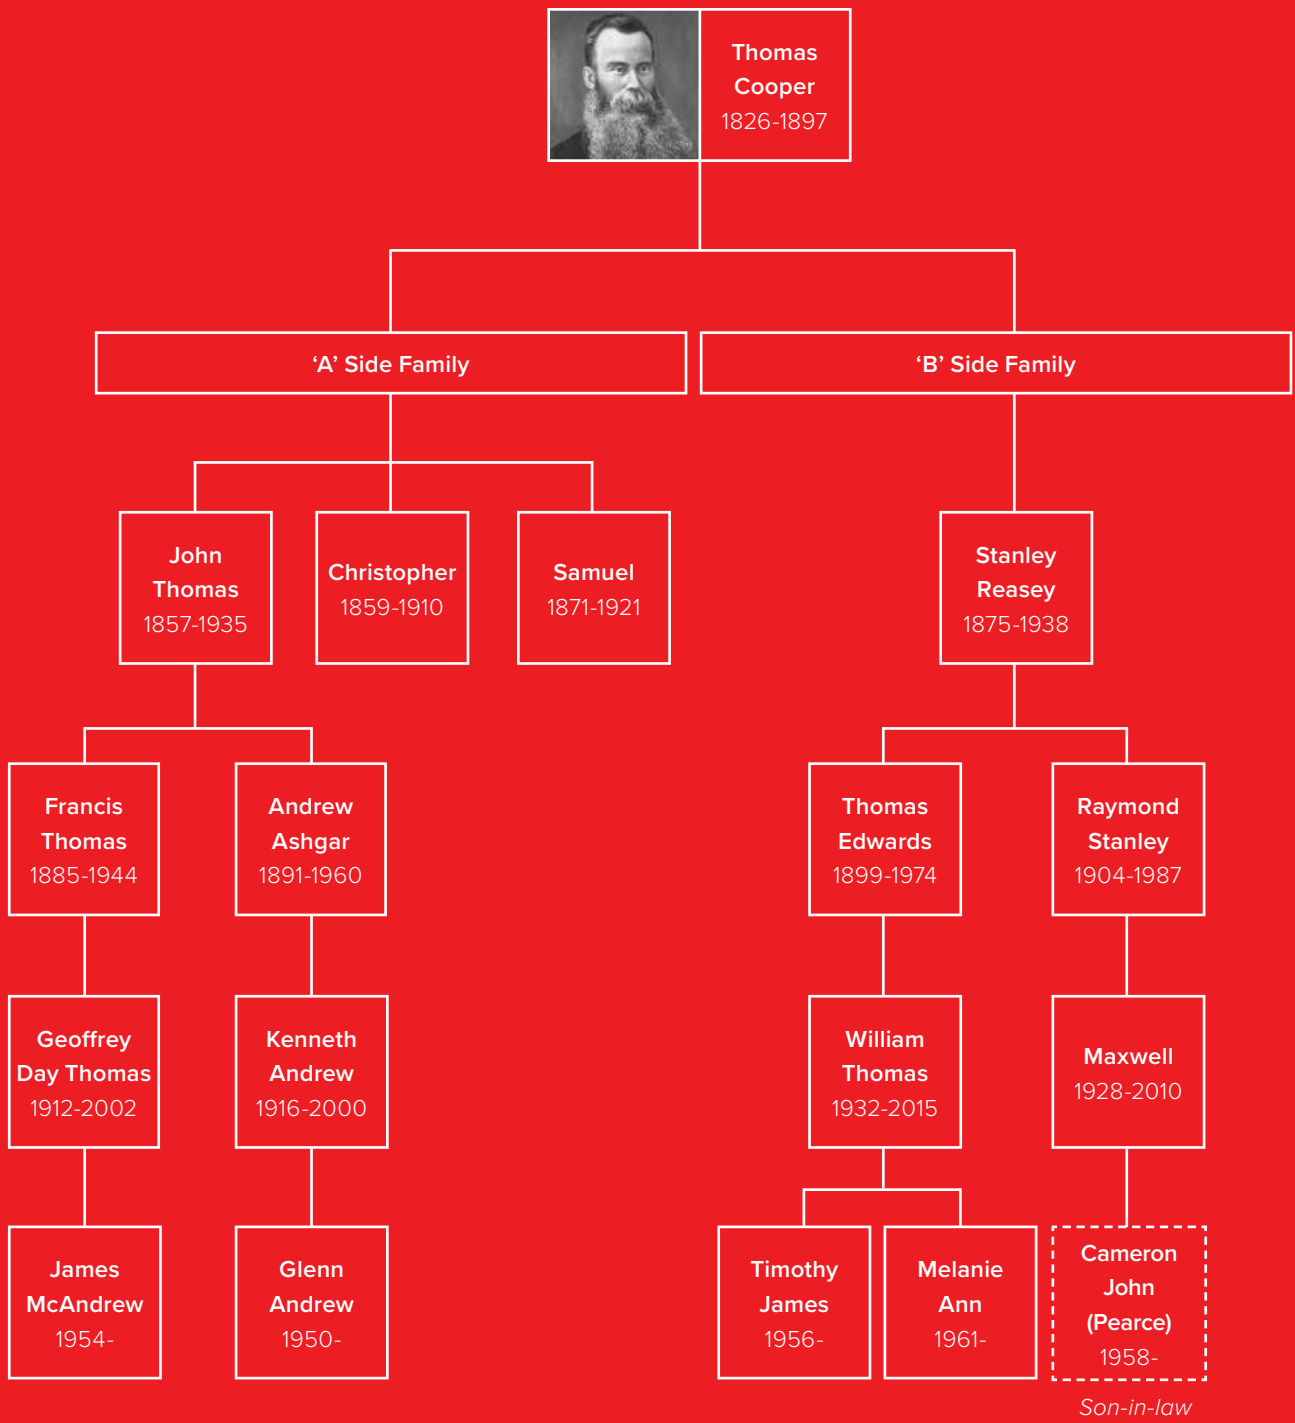 Thomas
Cooper
1826-1897
‘A’ Side Family
‘B’ Side Family
John
Thomas
1857-1935
Christopher
1859-1910
Samuel
1871-1921
Stanley
Reasey
1875-1938
Francis
Thomas
1885-1944
Andrew
Ashgar
1891-1960
Thomas
Edwards
1899-1974
Raymond
Stanley
1904-1987
Geoffrey
Day Thomas
1912-2002
Kenneth
Andrew
1916-2000
William
Thomas
1932-2015
Maxwell
1928-2010
James
McAndrew
1954-
Glenn
Andrew
1950-
Timothy
James
1956-
Melanie
Ann
1961-
Cameron
John
(Pearce)
1958-
Son-in-law